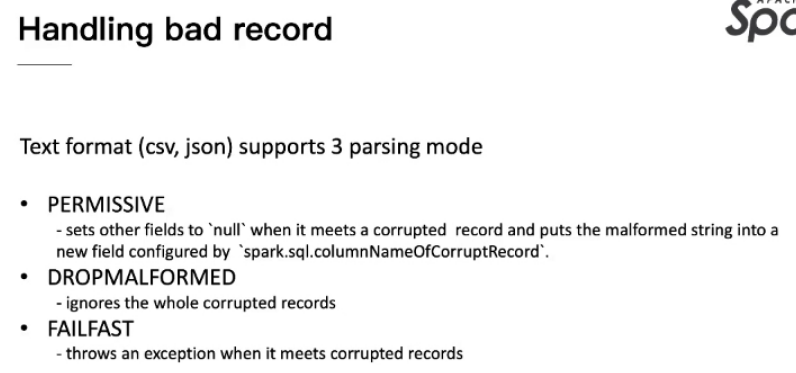 Handling bad record
Text format (csv, json) supports 3 parsing mode
• PERMISSIVE
- sets other fields to `null` when it meets a corrupted  record and puts the malformed string into a
new field configured by  `spark.sql.columnNameOfCorruptRecord`.
• DROPMALFORMED
- ignores the whole corrupted records
• FAILFAST
- throws an exception when it meets corrupted records